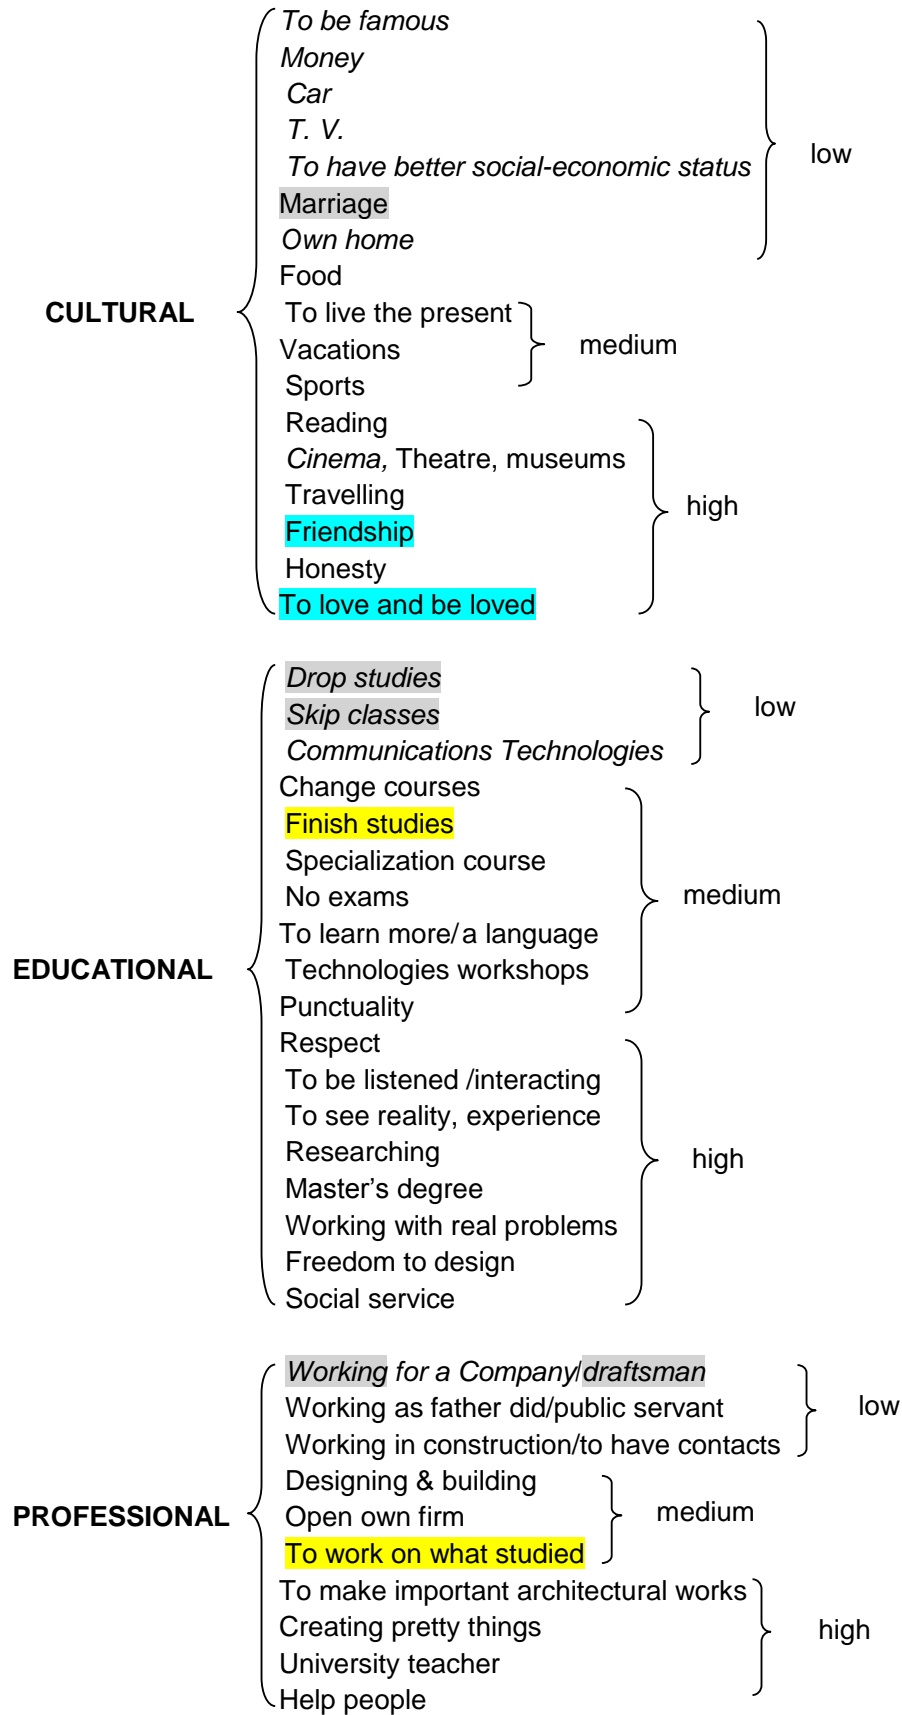 To be famous
Money
Car
T. V.
To have better social-economic status
low
Marriage
Own home
Food
CULTURAL
To live the present
Vacations
medium
Sports
Reading
Cinema, Theatre, museums
Travelling
high
Friendship
Honesty
To love and be loved
Drop studies
Skip classes
low
Communications Technologies
Change courses
Finish studies
Specialization course
No exams
medium
To learn more/ a language
EDUCATIONAL
Technologies workshops
Punctuality
Respect
To be listened /interacting
To see reality, experience
Researching
high
Master's degree
Working with real problems
Freedom to design
Social service
Working for a Company/draftsman
Working as father did/public servant
low
Working in construction/to have contacts
Designing & building
PROFESSIONAL
Open own firm
medium
To work on what studied
To make important architectural works
Creating pretty things
high
University teacher
Help people